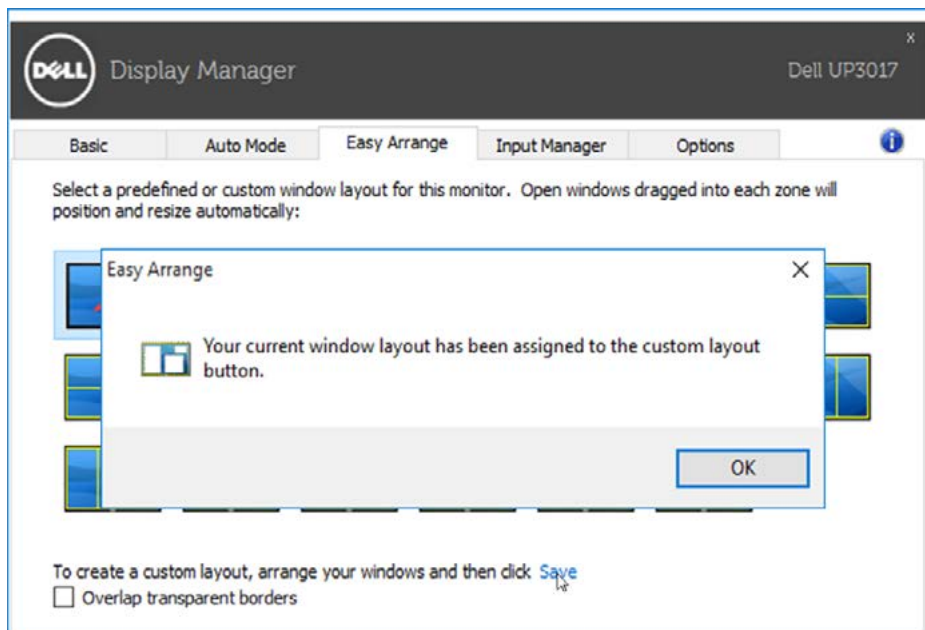 DELL Display Manager
x
Dell UP3017
Basic Auto Mode Easy Arrange Input Manager Options
Select a predefined or custom window layout for this monitor. Open windows dragged into each zone will
position and resize automatically:
Easy Arrange
Your current window layout has been assigned to the custom layout
button.
OK
To create a custom layout, arrange your windows and then click Save
Overlap transparent borders